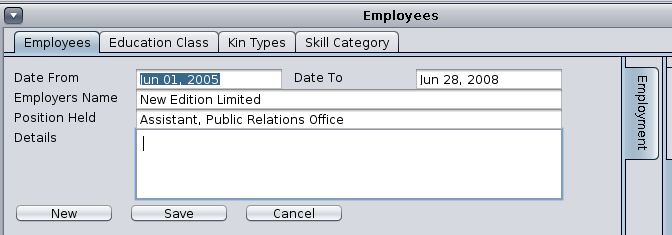 Employees
Employees Education Class Kin Types Skill Category
Date From Jun 01, 2005 Date To Jun 28, 2008
Employers Name New Edition Limited
Position Held Assistant, Public Relations Office
Details
New Save Cancel
Employment